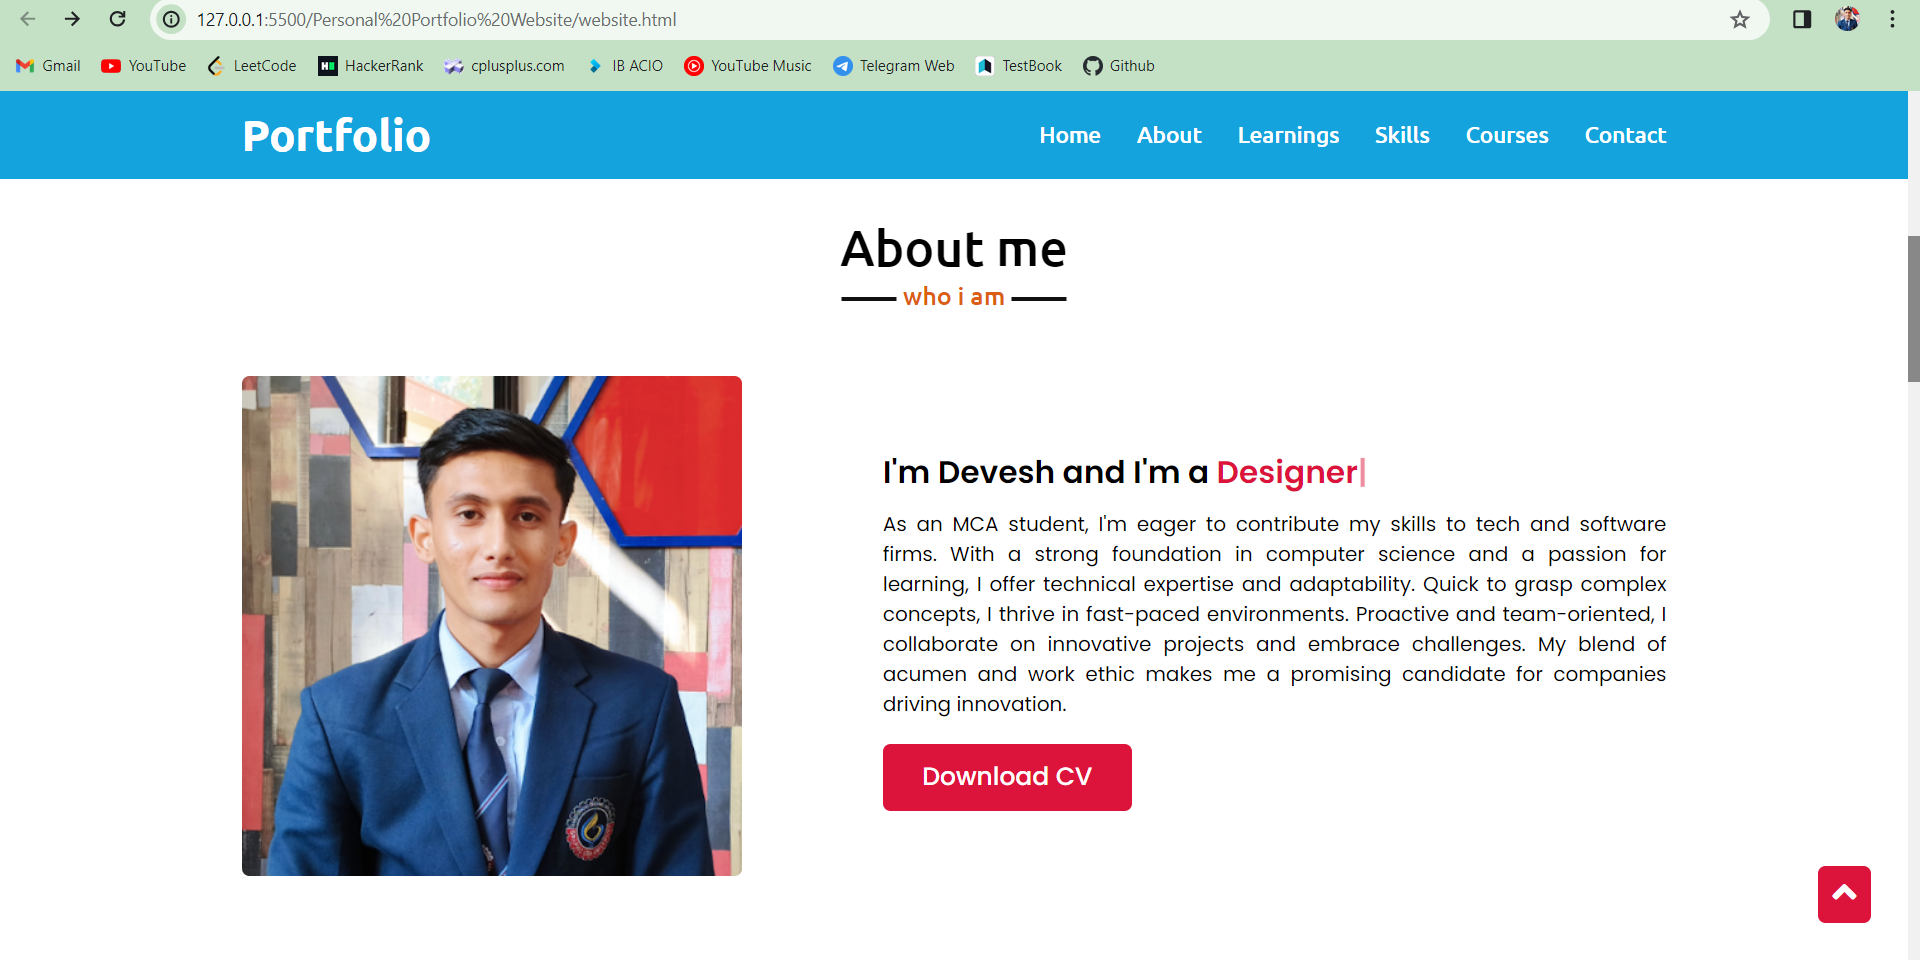 127.0.0.1:5500/Personal%20Portfolio%20Website/website.html
Gmail YouTube LeetCode HackerRank cplusplus.com IB ACIO YouTube Music Telegram Web TestBook Github
Portfolio Home About Learnings Skills Courses Contact
About me
who i am
I'm Devesh and I'm a Designer|
As an MCA student, I'm eager to contribute my skills to tech and software
firms. With a strong foundation in computer science and a passion for
learning, I offer technical expertise and adaptability. Quick to grasp complex
concepts, I thrive in fast-paced environments. Proactive and team-oriented, I
collaborate on innovative projects and embrace challenges. My blend of
acumen and work ethic makes me a promising candidate for companies
driving innovation.
Download CV